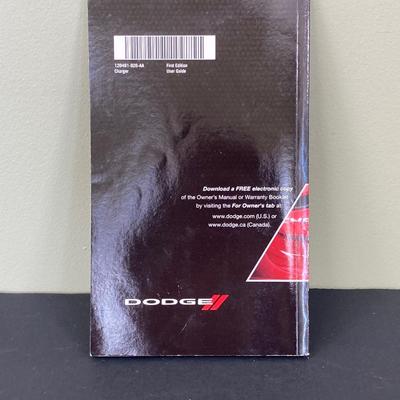 12D481-926-AA First Edition
Charger User Guide
Download a FREE electronic copy
of the Owner's Manual or Warranty Booklet
by visiting the For Owner's tab at:
www.dodge.com (U.S.) or
www.dodge.ca (Canada).
DODGE